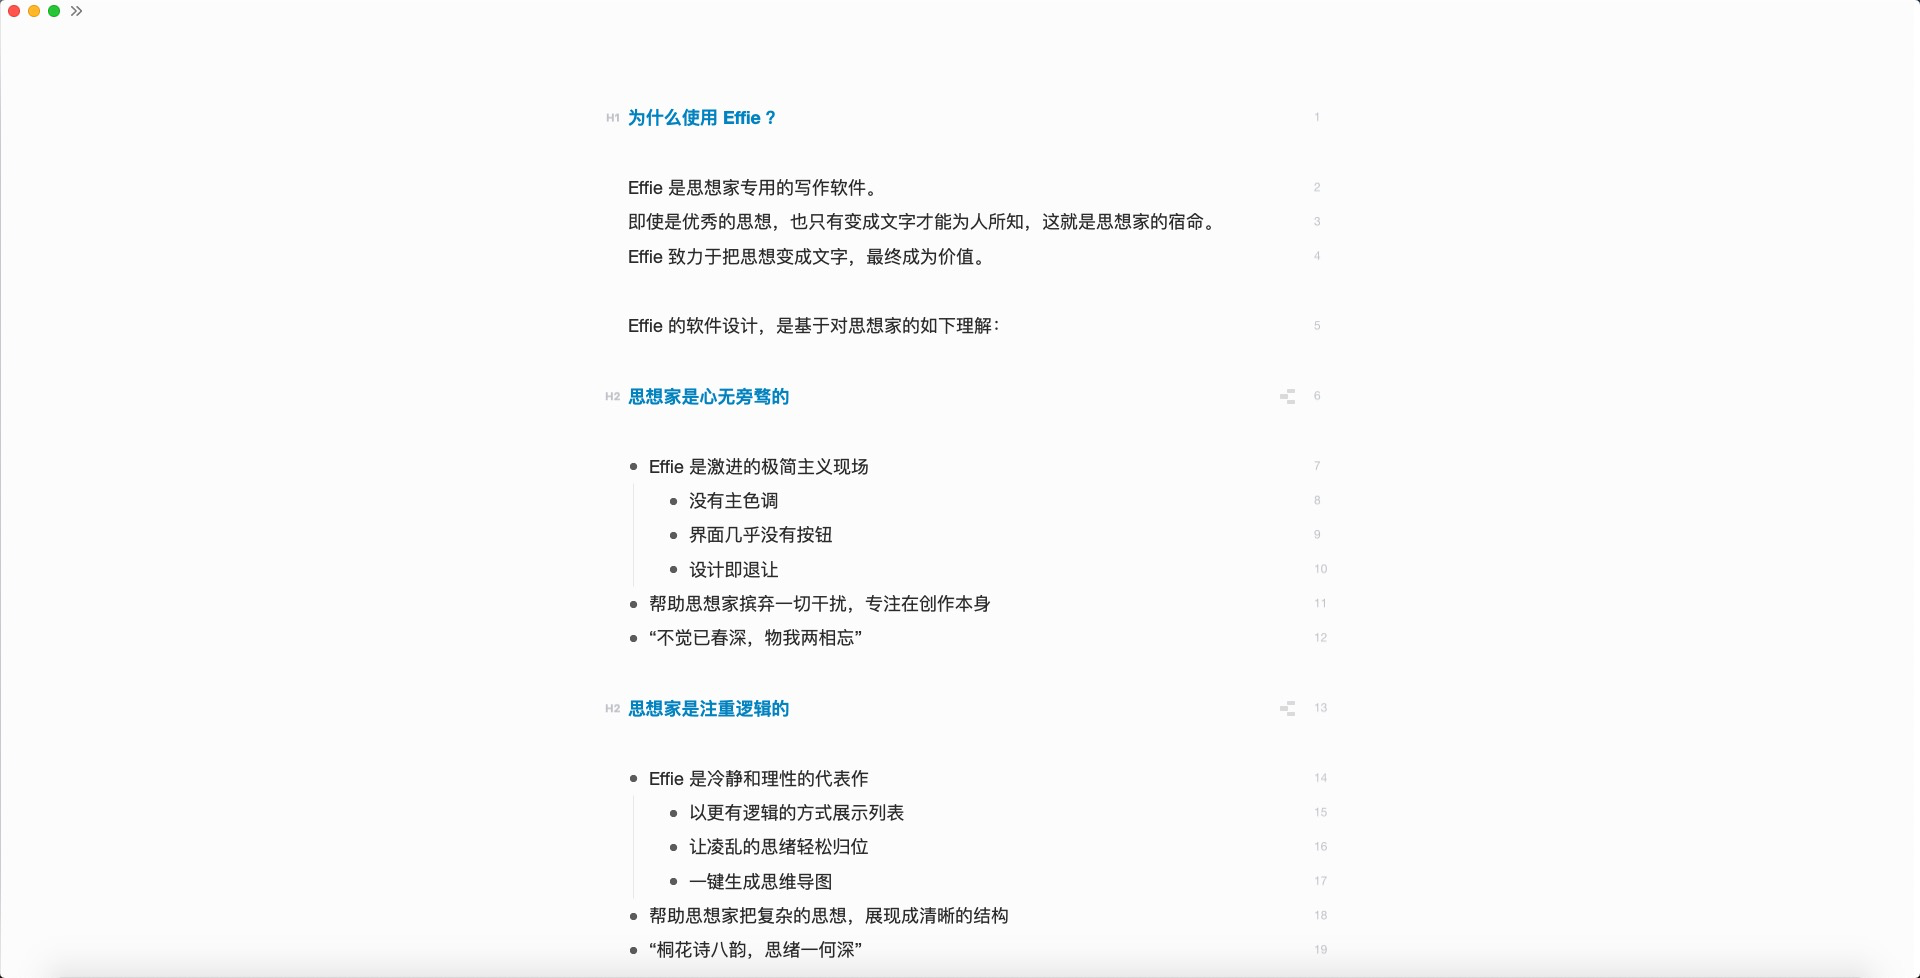 H1 为什么使用 Effie ? 1
Effie 是思想家专用的写作软件。 2
即使是优秀的思想，也只有变成文字才能为人所知，这就是思想家的宿命。 3
Effie 致力于把思想变成文字，最终成为价值。 4
Effie 的软件设计，是基于对思想家的如下理解： 5
H2 思想家是心无旁骛的 6
• Effie 是激进的极简主义现场 7
• 没有主色调 8
• 界面几乎没有按钮 9
• 设计即退让 10
• 帮助思想家摈弃一切干扰，专注在创作本身 11
• “不觉已春深，物我两相忘” 12
H2 思想家是注重逻辑的 13
• Effie 是冷静和理性的代表作 14
• 以更有逻辑的方式展示列表 15
• 让凌乱的思绪轻松归位 16
• 一键生成思维导图 17
• 帮助思想家把复杂的思想，展现成清晰的结构 18
• “桐花诗八韵，思绪一何深” 19